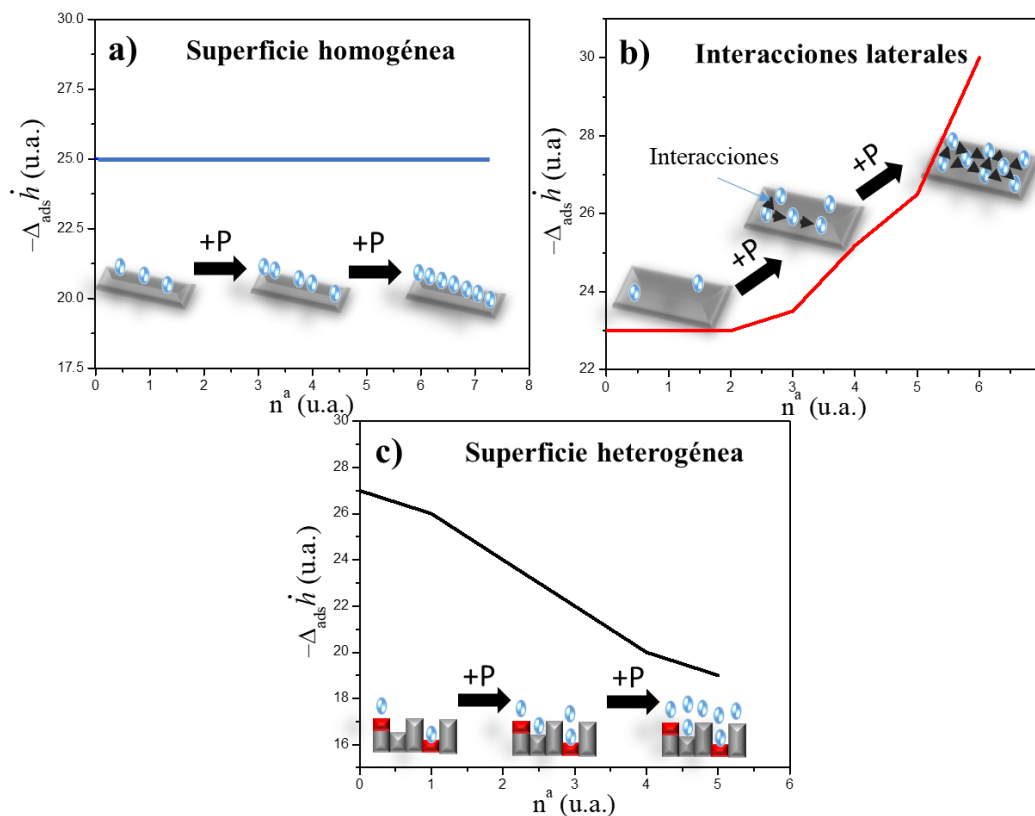 a) Superficie homogénea
30.0
27.5
25.0
22.5
20.0
17.5
−Δads ḣ (u.a.)
+P
+P
0 1 2 3 4 5 6 7 8
nᵃ (u.a.)
b) Interacciones laterales
30
28
26
24
22
−Δads ḣ (u.a)
Interacciones
+P
+P
0 1 2 3 4 5 6
nᵃ (u.a.)
c) Superficie heterogénea
30
28
26
24
22
20
18
16
−Δads ḣ (u.a.)
+P
+P
0 1 2 3 4 5 6
nᵃ (u.a.)